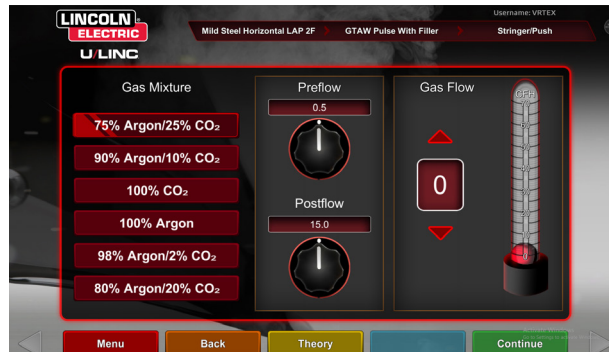 Username: VRTEX
LINCOLN
ELECTRIC
U/LINC
Mild Steel Horizontal LAP 2F
GTAW Pulse With Filler
Stringer/Push
Gas Mixture
75% Argon/25% CO₂
90% Argon/10% CO₂
100% CO₂
100% Argon
98% Argon/2% CO₂
80% Argon/20% CO₂
Preflow
0.5
Postflow
15.0
Gas Flow
0
CFH
Menu
Back
Theory
Continue